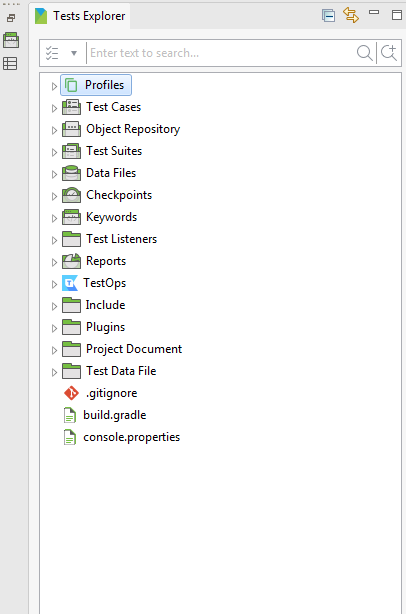 Tests Explorer
Enter text to search...
Profiles
Test Cases
Object Repository
Test Suites
Data Files
Checkpoints
Keywords
Test Listeners
Reports
TestOps
Include
Plugins
Project Document
Test Data File
.gitignore
build.gradle
console.properties